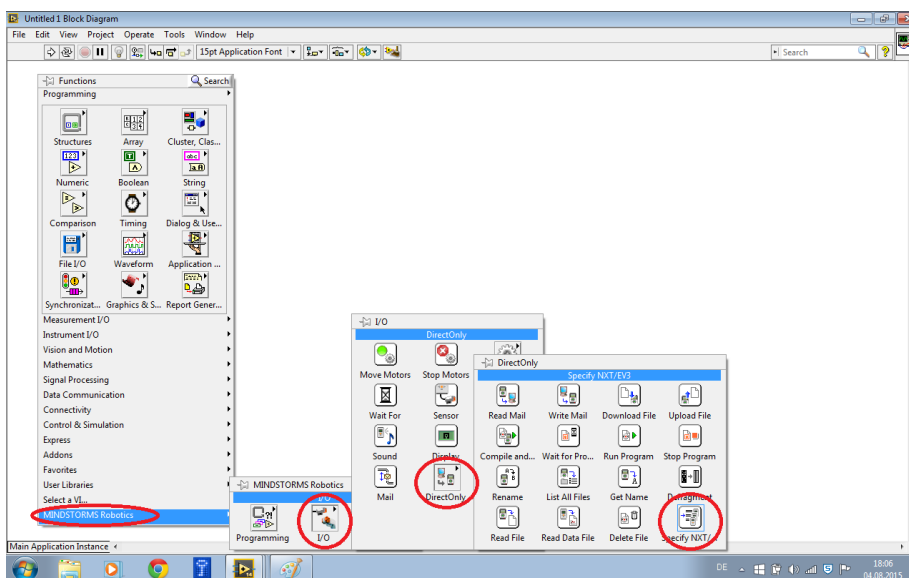 Untitled 1 Block Diagram
File Edit View Project Operate Tools Window Help
15pt Application Font
Search
Functions
Search
Programming
Structures Array Cluster, Clas...
Numeric Boolean String
Comparison Timing Dialog & Use...
File I/O Waveform Application ...
Synchronizat... Graphics & S... Report Gener...
Measurement I/O
Instrument I/O
Vision and Motion
Mathematics
Signal Processing
Data Communication
Connectivity
Control & Simulation
Express
Addons
Favorites
User Libraries
Select a VI...
MINDSTORMS Robotics
MINDSTORMS Robotics
I/O
Programming I/O
I/O
DirectOnly
Move Motors Stop Motors
Wait For Sensor
Sound Display
Mail DirectOnly
DirectOnly
Specify NXT/EV3
Read Mail Write Mail Download File Upload File
Compile and... Wait for Pro... Run Program Stop Program
Rename List All Files Get Name Defragment
Read File Read Data File Delete File Specify NXT/...
Main Application Instance
DE
18:06
04.08.2015